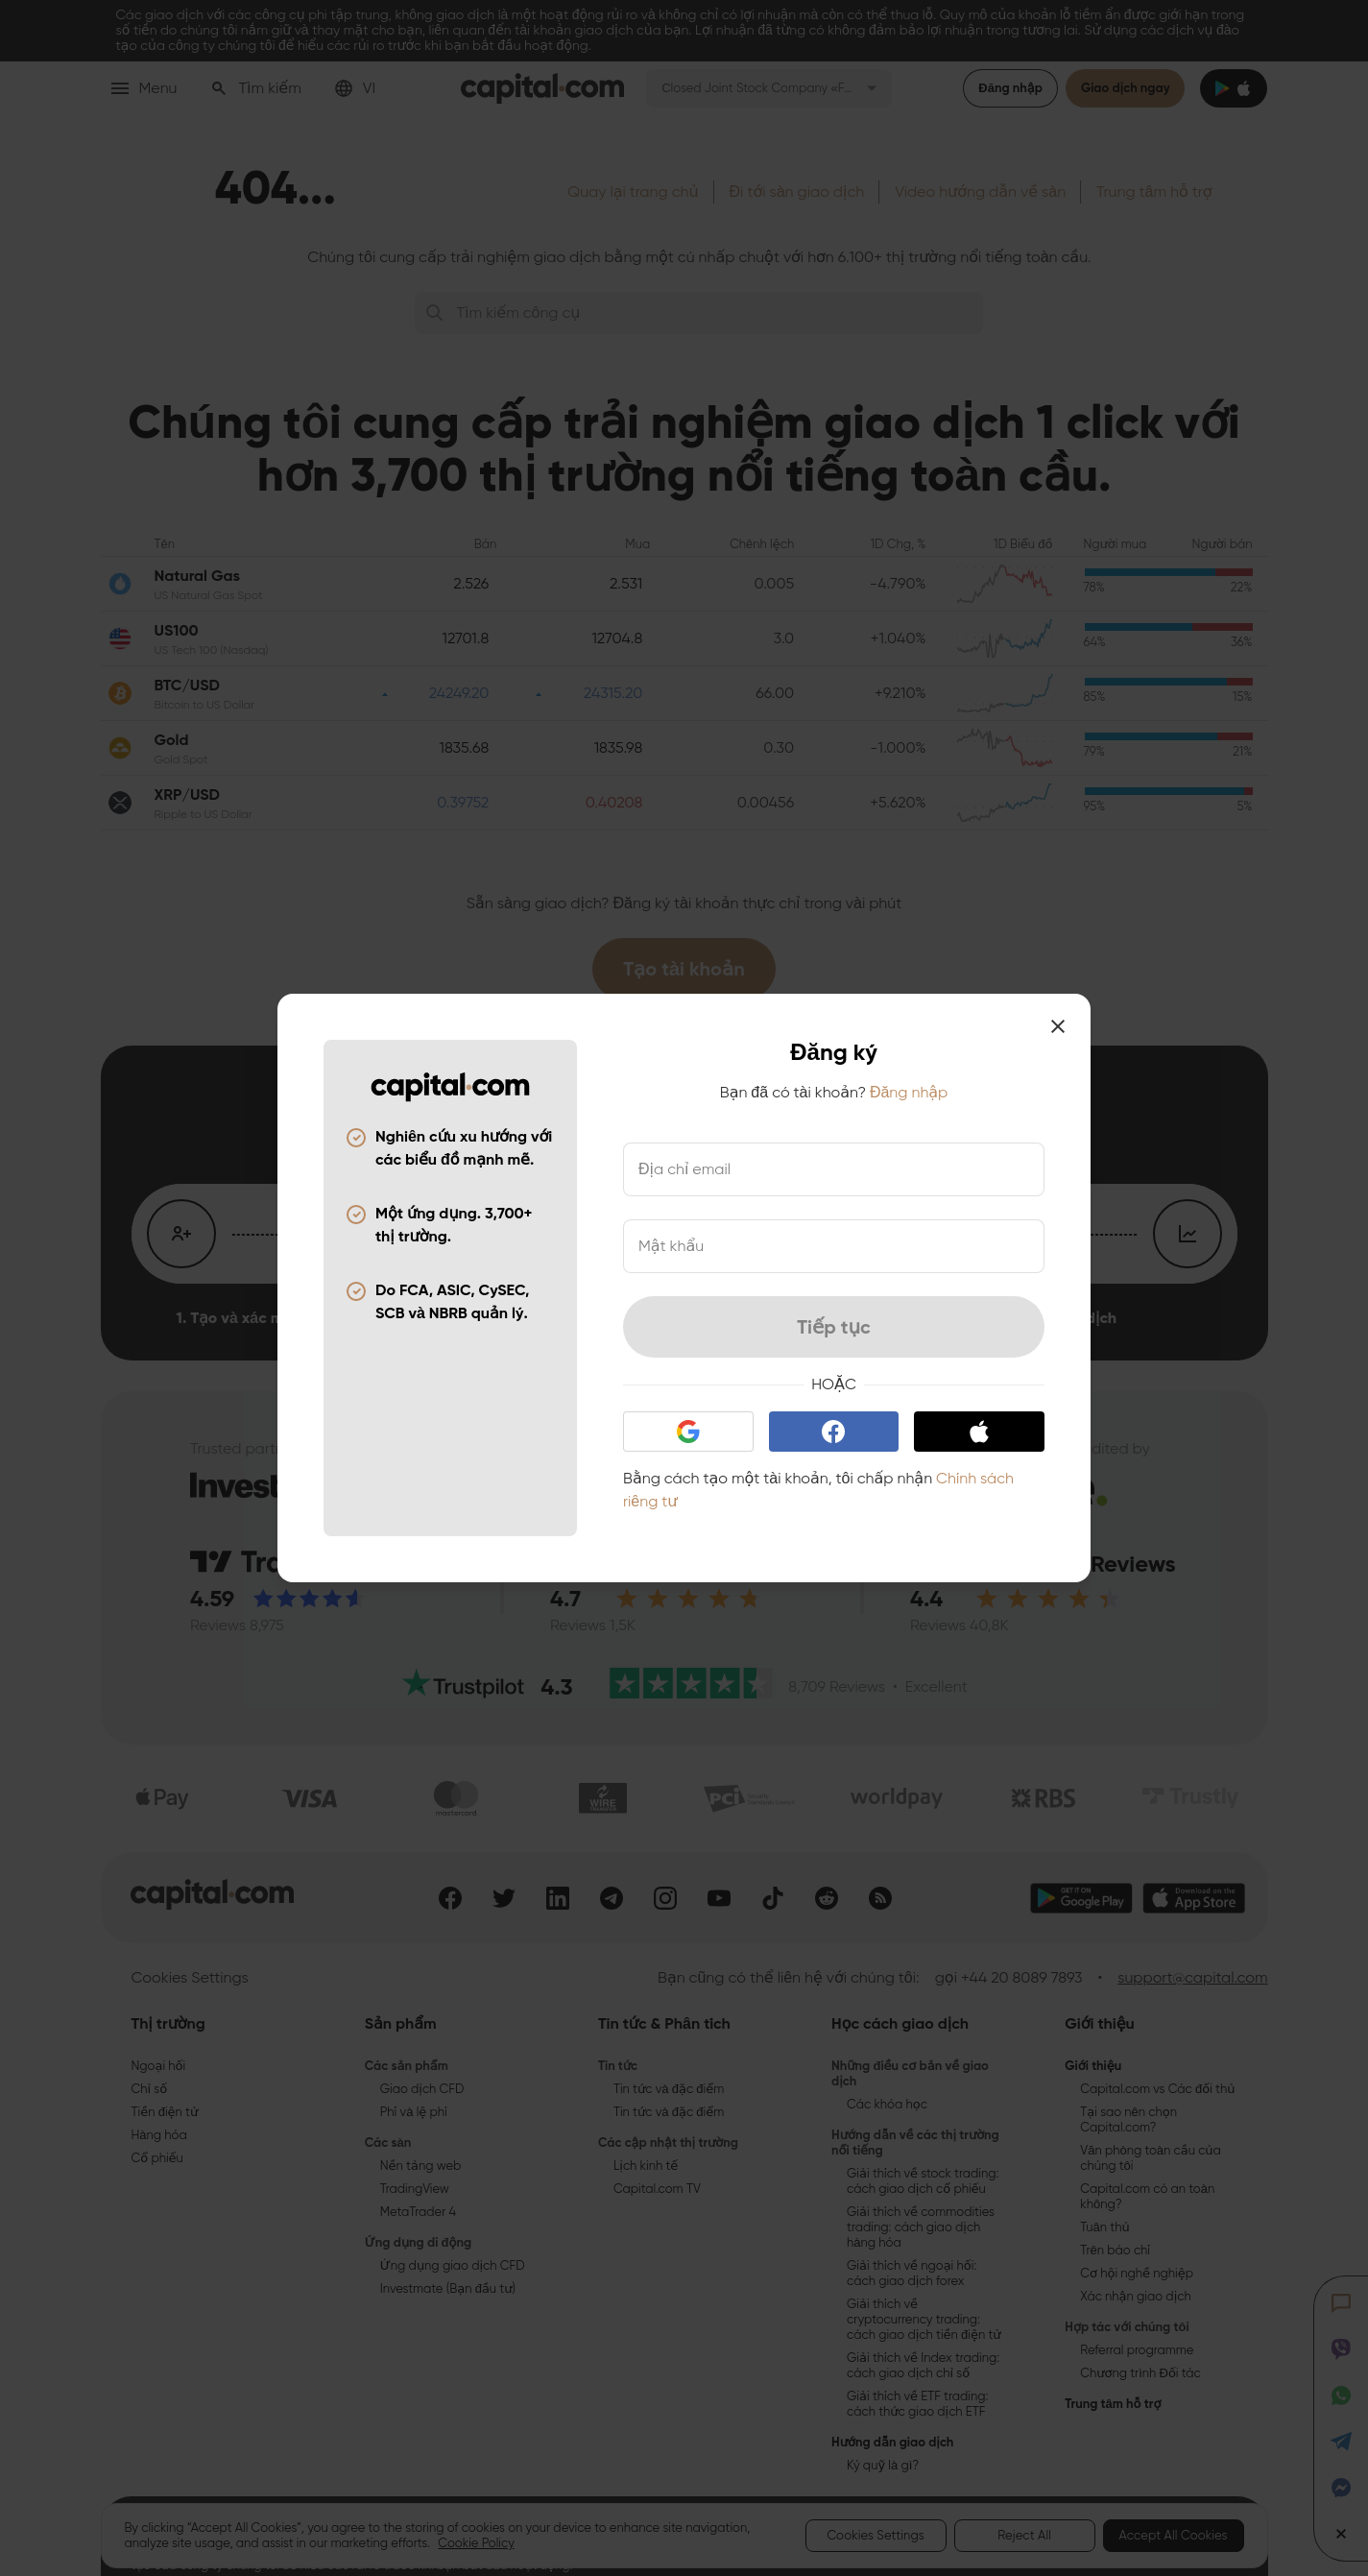 Các giao dịch với các công cụ phi tập trung, không giao dịch là một hoạt động rủi ro và không chỉ có lợi nhuận mà còn có thể thua lỗ. Quy mô của khoản lỗ tiềm ẩn được giới hạn trong
số tiền do chúng tôi nắm giữ và thay mặt cho bạn, liên quan đến tài khoản giao dịch của bạn. Lợi nhuận đã từng có không đảm bảo lợi nhuận trong tương lai. Sử dụng các dịch vụ đào
tạo của công ty chúng tôi để hiểu các rủi ro trước khi bạn bắt đầu hoạt động.
Menu
Tìm kiếm
VI
capital.com
Closed Joint Stock Company «F...
Đăng nhập
Giao dịch ngay
404...
Quay lại trang chủ
Đi tới sàn giao dịch
Video hướng dẫn về sàn
Trung tâm hỗ trợ
Chúng tôi cung cấp trải nghiệm giao dịch bằng một cú nhấp chuột với hơn 6.100+ thị trường nổi tiếng toàn cầu.
Tìm kiếm công cụ
Chúng tôi cung cấp trải nghiệm giao dịch 1 click với
hơn 3,700 thị trường nổi tiếng toàn cầu.
Tên Bán Mua Chênh lệch 1D Chg, % 1D Biểu đồ Người mua Người bán
Natural Gas
US Natural Gas Spot
2.526 2.531 0.005 -4.790% 78% 22%
US100
US Tech 100 (Nasdaq)
12701.8 12704.8 3.0 +1.040% 64% 36%
BTC/USD
Bitcoin to US Dollar
24249.20 24315.20 66.00 +9.210% 85% 15%
Gold
Gold Spot
1835.68 1835.98 0.30 -1.000% 79% 21%
XRP/USD
Ripple to US Dollar
0.39752 0.40208 0.00456 +5.620% 95% 5%
Sẵn sàng giao dịch? Đăng ký tài khoản thực chỉ trong vài phút
Tạo tài khoản
capital.com
Nghiên cứu xu hướng với
các biểu đồ mạnh mẽ.
Một ứng dụng. 3,700+
thị trường.
Do FCA, ASIC, CySEC,
SCB và NBRB quản lý.
Đăng ký
Bạn đã có tài khoản? Đăng nhập
Địa chỉ email
Mật khẩu
Tiếp tục
HOẶC
Bằng cách tạo một tài khoản, tôi chấp nhận Chính sách
riêng tư
1. Tạo và xác
dịch
Trusted
Reviews
4.59
Reviews 8,975
4.7
Reviews 1,5K
4.4
Reviews 40,8K
Trustpilot 4.3
8,709 Reviews • Excellent
Pay
VISA
mastercard
WIRE
TRANSFER
PCI
worldpay
RBS
Trustly
capital.com
GET IT ON
Google Play
Download on the
App Store
Cookies Settings
Bạn cũng có thể liên hệ với chúng tôi: gọi +44 20 8089 7893 • support@capital.com
Thị trường
Ngoại hối
Chỉ số
Tiền điện tử
Hàng hóa
Cổ phiếu
Sản phẩm
Các sản phẩm
Giao dịch CFD
Phí và lệ phí
Các sàn
Nền tảng web
TradingView
MetaTrader 4
Ứng dụng di động
Ứng dụng giao dịch CFD
Investmate (Bạn đầu tư)
Tin tức & Phân tích
Tin tức
Tin tức và đặc điểm
Tin tức và đặc điểm
Các cập nhật thị trường
Lịch kinh tế
Capital.com TV
Học cách giao dịch
Những điều cơ bản về giao
dịch
Các khóa học
Hướng dẫn về các thị trường
nổi tiếng
Giải thích về stock trading:
cách giao dịch cổ phiếu
Giải thích về commodities
trading: cách giao dịch
hàng hóa
Giải thích về ngoại hối:
cách giao dịch forex
Giải thích về
cryptocurrency trading:
cách giao dịch tiền điện tử
Giải thích về Index trading:
cách giao dịch chỉ số
Giải thích về ETF trading:
cách thức giao dịch ETF
Hướng dẫn giao dịch
Ký quỹ là gì?
Giới thiệu
Giới thiệu
Capital.com vs Các đối thủ
Tại sao nên chọn
Capital.com?
Văn phòng toàn cầu của
chúng tôi
Capital.com có an toàn
không?
Tuân thủ
Trên báo chí
Cơ hội nghề nghiệp
Xác nhận giao dịch
Hợp tác với chúng tôi
Referral programme
Chương trình Đối tác
Trung tâm hỗ trợ
By clicking “Accept All Cookies”, you agree to the storing of cookies on your device to enhance site navigation,
analyze site usage, and assist in our marketing efforts. Cookie Policy
Cookies Settings
Reject All
Accept All Cookies